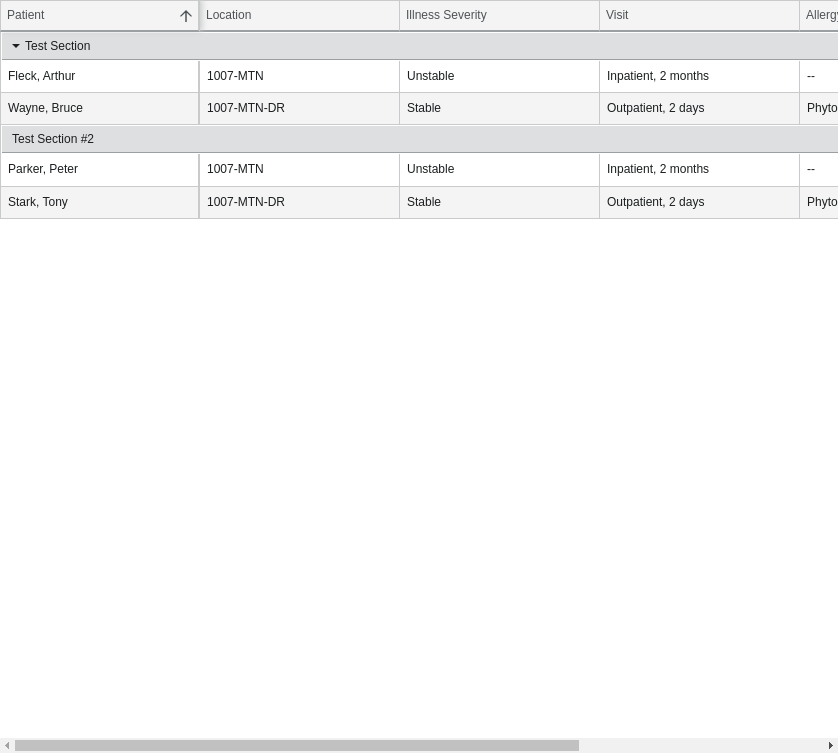 Patient Location Illness Severity Visit Allergy
Test Section
Fleck, Arthur 1007-MTN Unstable Inpatient, 2 months --
Wayne, Bruce 1007-MTN-DR Stable Outpatient, 2 days Phyto
Test Section #2
Parker, Peter 1007-MTN Unstable Inpatient, 2 months --
Stark, Tony 1007-MTN-DR Stable Outpatient, 2 days Phyto